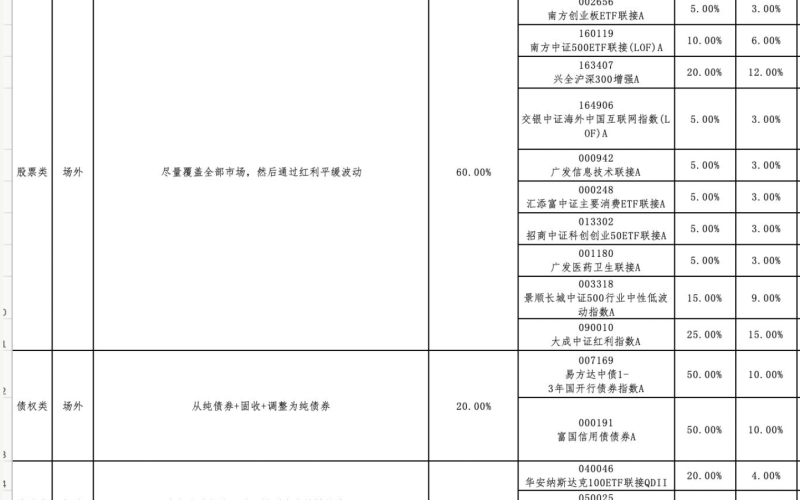 002656
南方创业板ETF联接A
5.00%
3.00%
160119
南方中证500ETF联接(LOF)A
10.00%
6.00%
163407
兴全沪深300增强A
20.00%
12.00%
164906
交银中证海外中国互联网指数(L
OF)A
5.00%
3.00%
股票类
场外
尽量覆盖全部市场，然后通过红利平缓波动
60.00%
000942
广发信息技术联接A
5.00%
3.00%
000248
汇添富中证主要消费ETF联接A
5.00%
3.00%
013302
招商中证科创创业50ETF联接A
5.00%
3.00%
001180
广发医药卫生联接A
5.00%
3.00%
003318
景顺长城中证500行业中性低波
动指数A
15.00%
9.00%
090010
大成中证红利指数A
25.00%
15.00%
007169
易方达中债1-
3年国开行债券指数A
50.00%
10.00%
债权类
场外
从纯债券+固收+调整为纯债券
20.00%
000191
富国信用债债券A
50.00%
10.00%
040046
华安纳斯达克100ETF联接QDII
20.00%
4.00%
050025